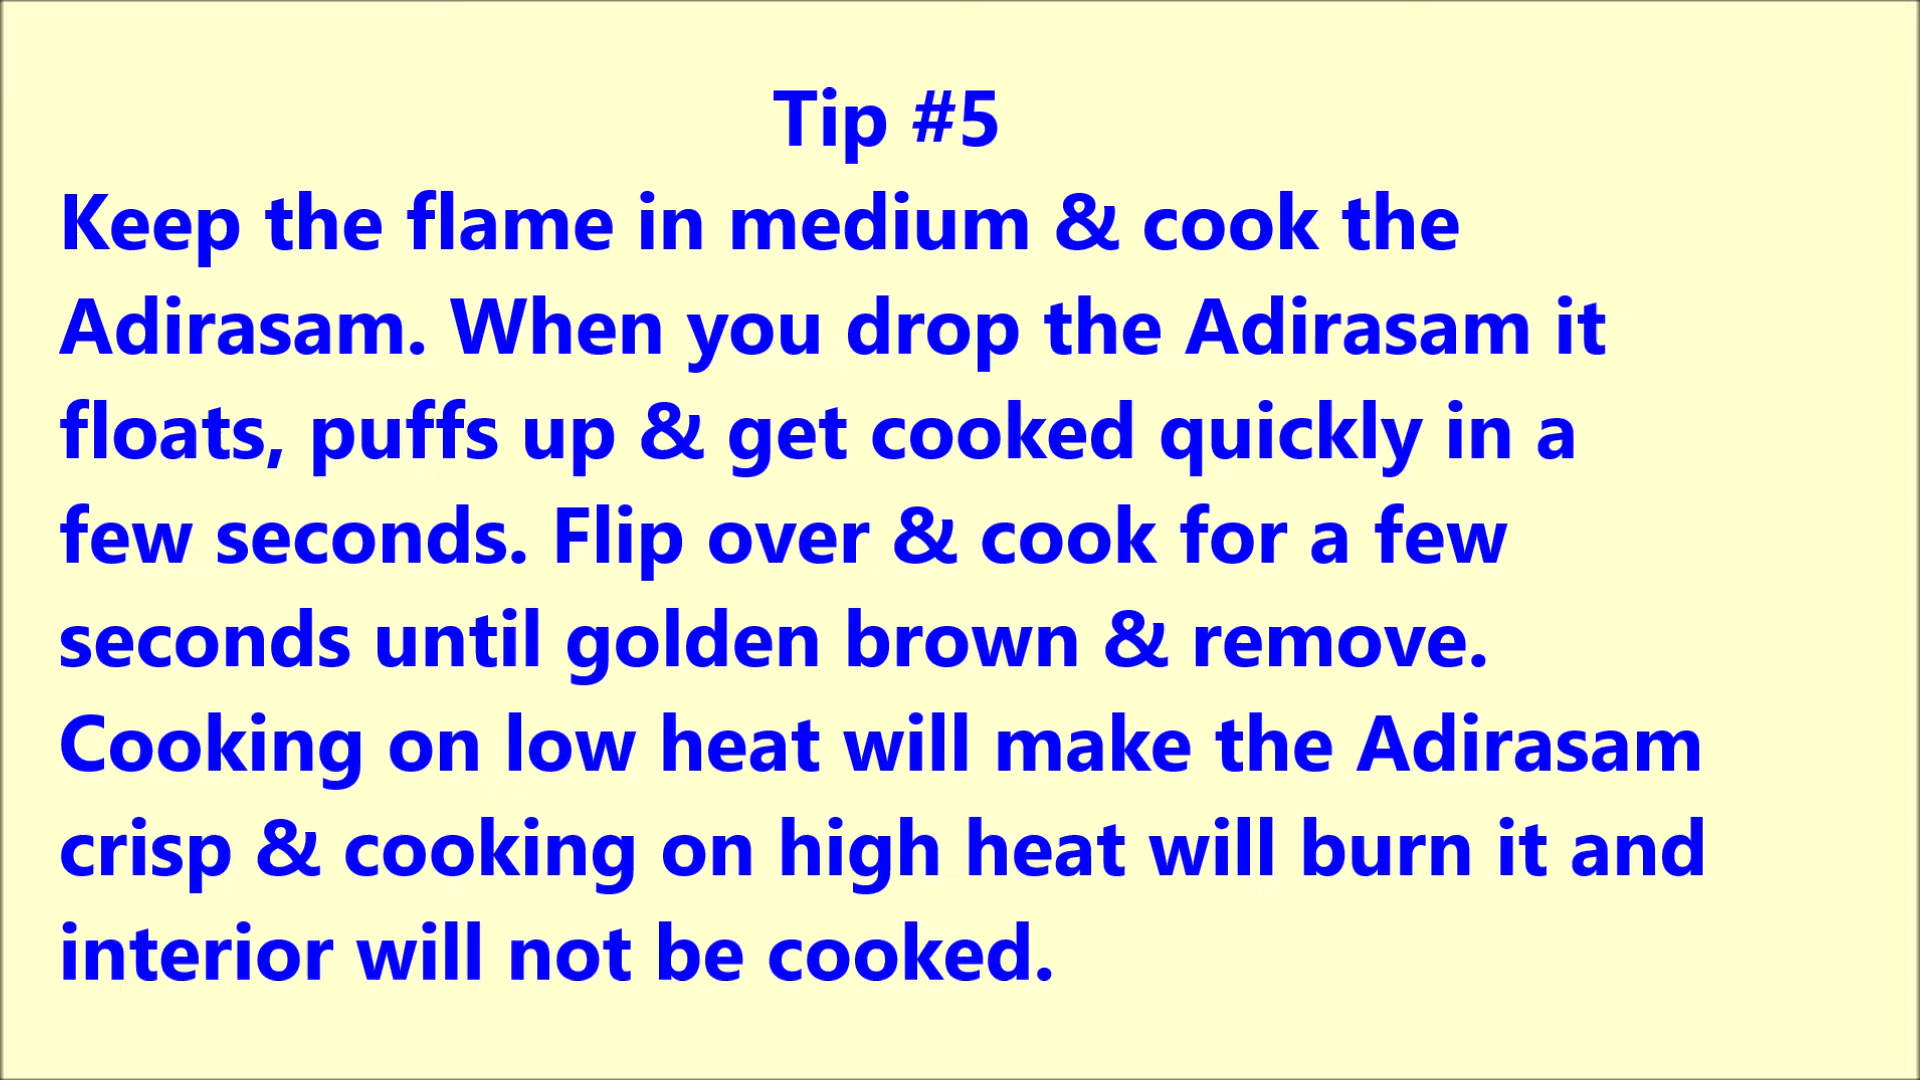 Tip #5
Keep the flame in medium & cook the
Adirasam. When you drop the Adirasam it
floats, puffs up & get cooked quickly in a
few seconds. Flip over & cook for a few
seconds until golden brown & remove.
Cooking on low heat will make the Adirasam
crisp & cooking on high heat will burn it and
interior will not be cooked.